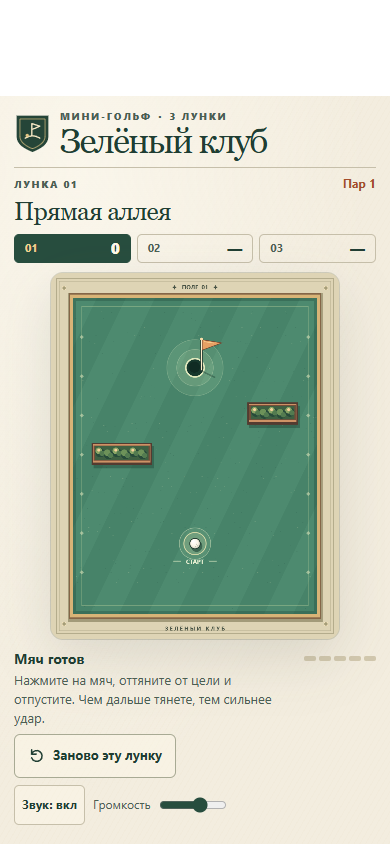 МИНИ-ГОЛЬФ · 3 ЛУНКИ
Зелёный клуб
ЛУНКА 01
Пар 1
Прямая аллея
01 0 02 — 03 —
ПОЛЕ 01
СТАРТ
ЗЕЛЁНЫЙ КЛУБ
Мяч готов
Нажмите на мяч, оттяните от цели и
отпустите. Чем дальше тянете, тем сильнее
удар.
Заново эту лунку
Звук: вкл Громкость